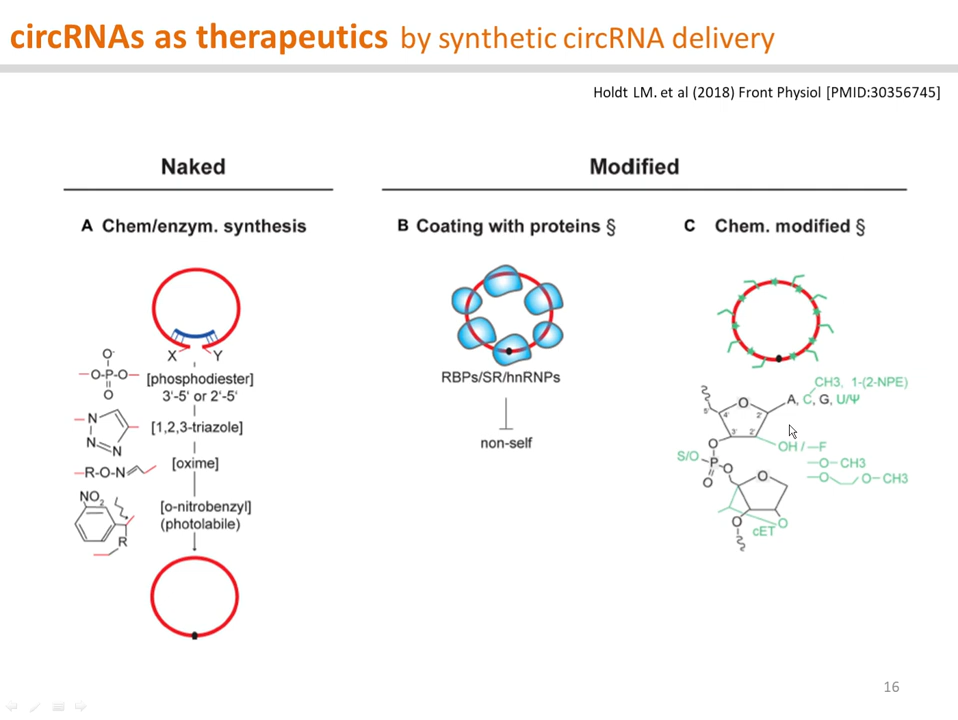 circRNAs as therapeutics by synthetic circRNA delivery
Holdt LM. et al (2018) Front Physiol [PMID:30356745]
Naked
Modified
A Chem/enzym. synthesis
B Coating with proteins §
C Chem. modified §
X Y
O-
-O-P-O-
O
[phosphodiester]
3'-5' or 2'-5'
N
N
N
[1,2,3-triazole]
-R-O-N
[oxime]
NO2
R
[o-nitrobenzyl]
(photolabile)
RBPs/SR/hnRNPs
non-self
CH3, 1-(2-NPE)
A, C, G, U/Ψ
O
5'
4'
2'
3' 2'
OH / -F
-O-CH3
-O O-CH3
O
S/O
P
O
O
O
O
O
cET
16